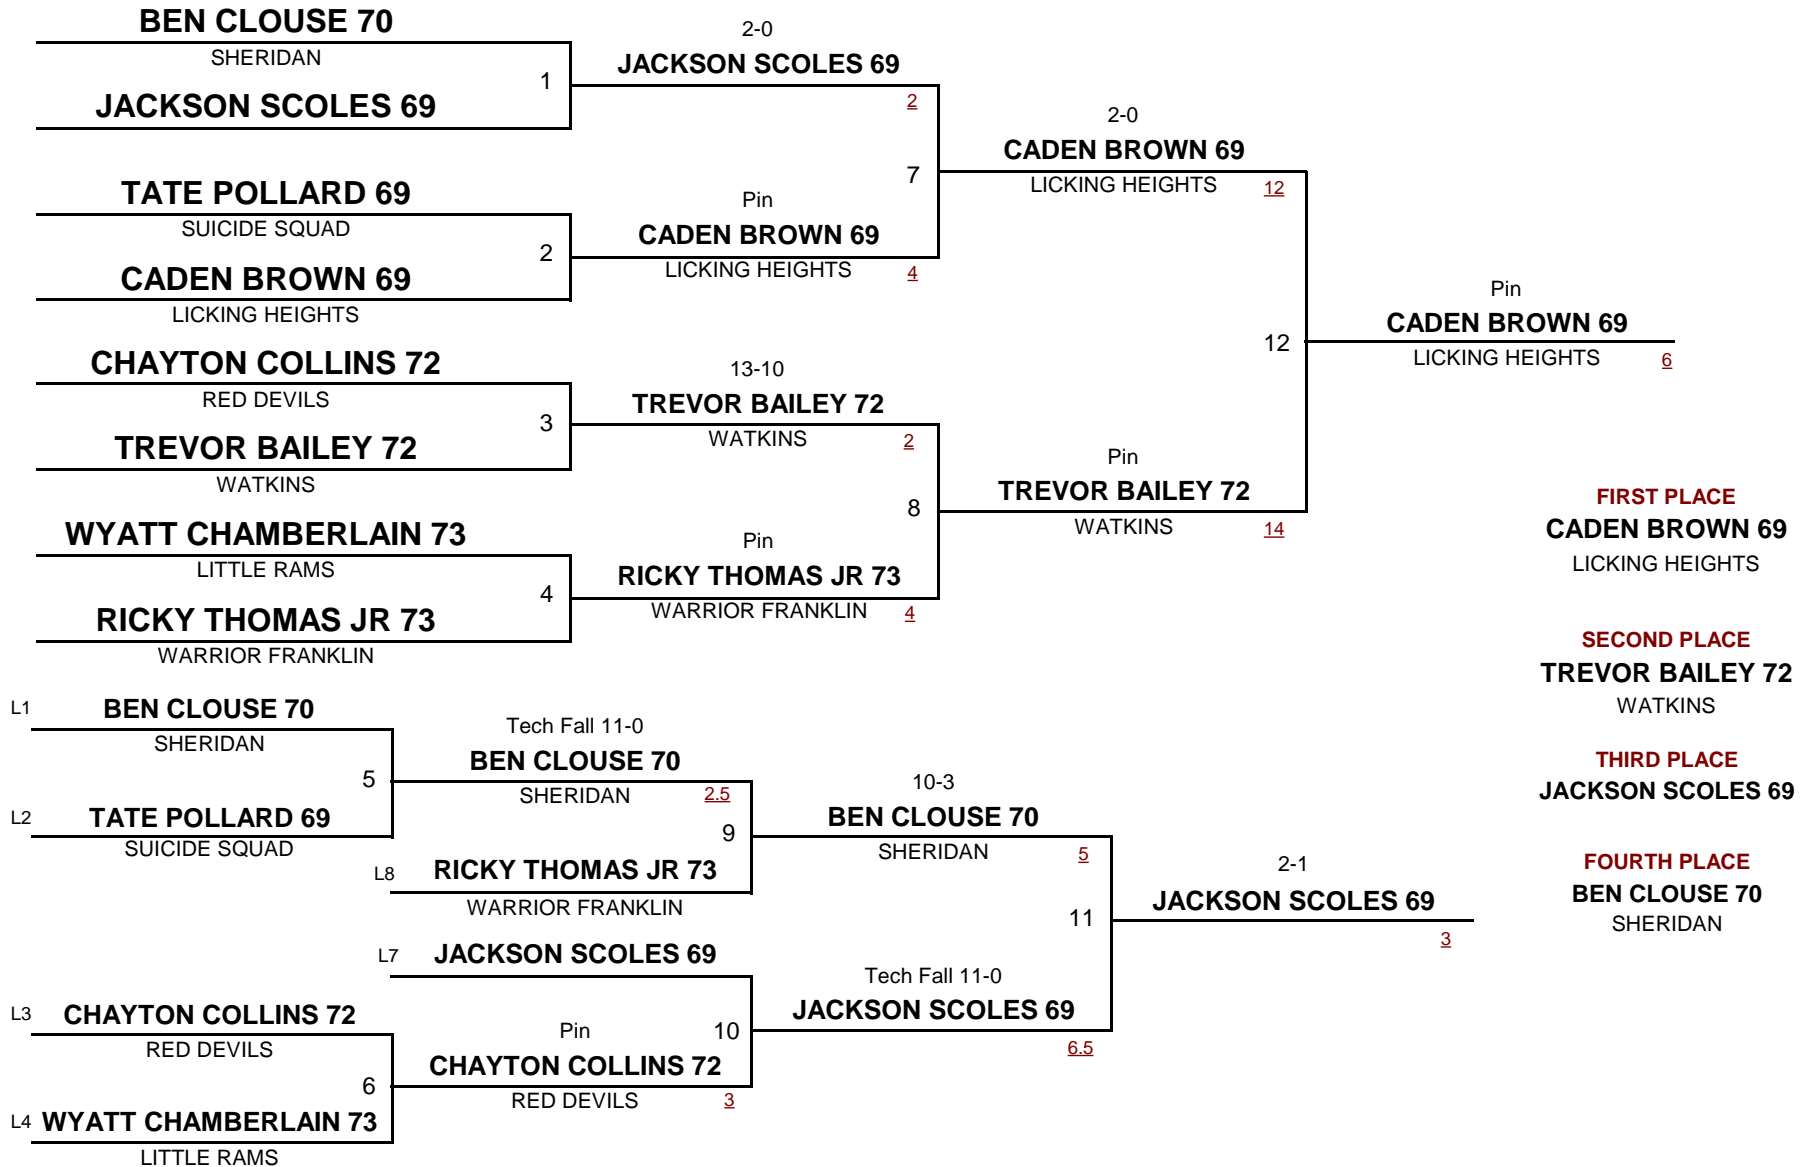 BEN CLOUSE 70
SHERIDAN
1
JACKSON SCOLES 69
2-0
JACKSON SCOLES 69
2
TATE POLLARD 69
SUICIDE SQUAD
2
CADEN BROWN 69
LICKING HEIGHTS
Pin
CADEN BROWN 69
LICKING HEIGHTS
4
7
2-0
CADEN BROWN 69
LICKING HEIGHTS
12
CHAYTON COLLINS 72
RED DEVILS
3
TREVOR BAILEY 72
WATKINS
13-10
TREVOR BAILEY 72
WATKINS
2
WYATT CHAMBERLAIN 73
LITTLE RAMS
4
RICKY THOMAS JR 73
WARRIOR FRANKLIN
Pin
RICKY THOMAS JR 73
WARRIOR FRANKLIN
4
8
Pin
TREVOR BAILEY 72
WATKINS
14
12
Pin
CADEN BROWN 69
LICKING HEIGHTS
6
FIRST PLACE
CADEN BROWN 69
LICKING HEIGHTS
SECOND PLACE
TREVOR BAILEY 72
WATKINS
THIRD PLACE
JACKSON SCOLES 69
FOURTH PLACE
BEN CLOUSE 70
SHERIDAN
L1
BEN CLOUSE 70
SHERIDAN
5
L2
TATE POLLARD 69
SUICIDE SQUAD
Tech Fall 11-0
BEN CLOUSE 70
SHERIDAN
2.5
9
L8
RICKY THOMAS JR 73
WARRIOR FRANKLIN
10-3
BEN CLOUSE 70
SHERIDAN
5
L7
JACKSON SCOLES 69
L3
CHAYTON COLLINS 72
RED DEVILS
6
L4
WYATT CHAMBERLAIN 73
LITTLE RAMS
Pin
CHAYTON COLLINS 72
RED DEVILS
3
10
Tech Fall 11-0
JACKSON SCOLES 69
6.5
11
2-1
JACKSON SCOLES 69
3